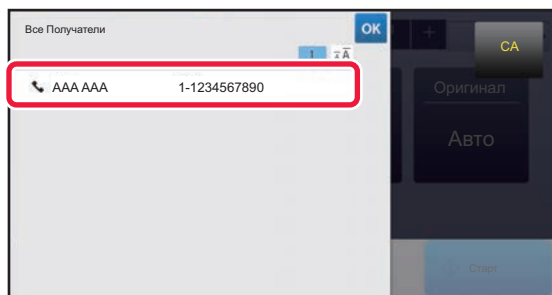 Все Получатели
OK
CA
1
AAA AAA 1-1234567890
Оригинал
Авто
Старт